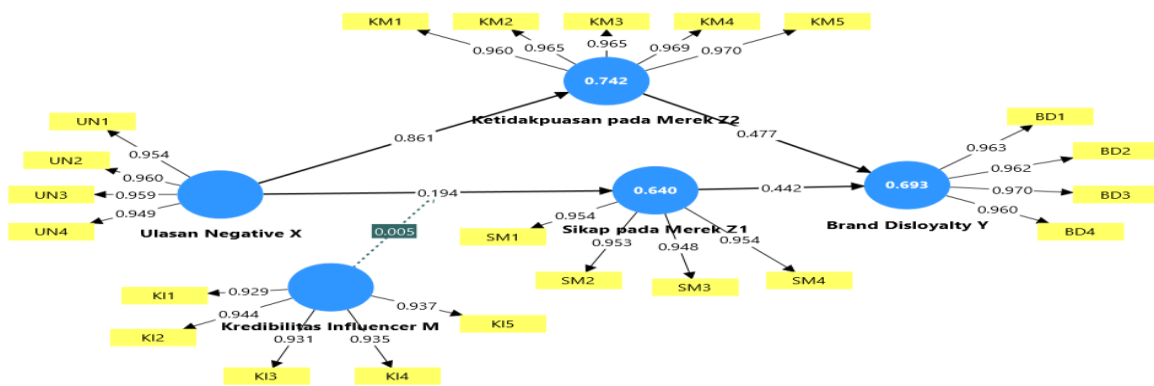 KM1
KM2
KM3
KM4
KM5
0.960
0.965
0.965
0.969
0.970
0.742
Ketidakpuasan pada Merek Z2
UN1
UN2
UN3
UN4
0.954
0.960
0.959
0.949
Ulasan Negative X
0.861
0.194
0.477
0.442
0.005
0.640
Sikap pada Merek Z1
0.954
0.953
0.948
0.954
SM1
SM2
SM3
SM4
0.693
Brand Disloyalty Y
BD1
BD2
BD3
BD4
0.963
0.962
0.970
0.960
Kredibilitas Influencer M
KI1
KI2
KI3
KI4
KI5
0.929
0.944
0.931
0.935
0.937